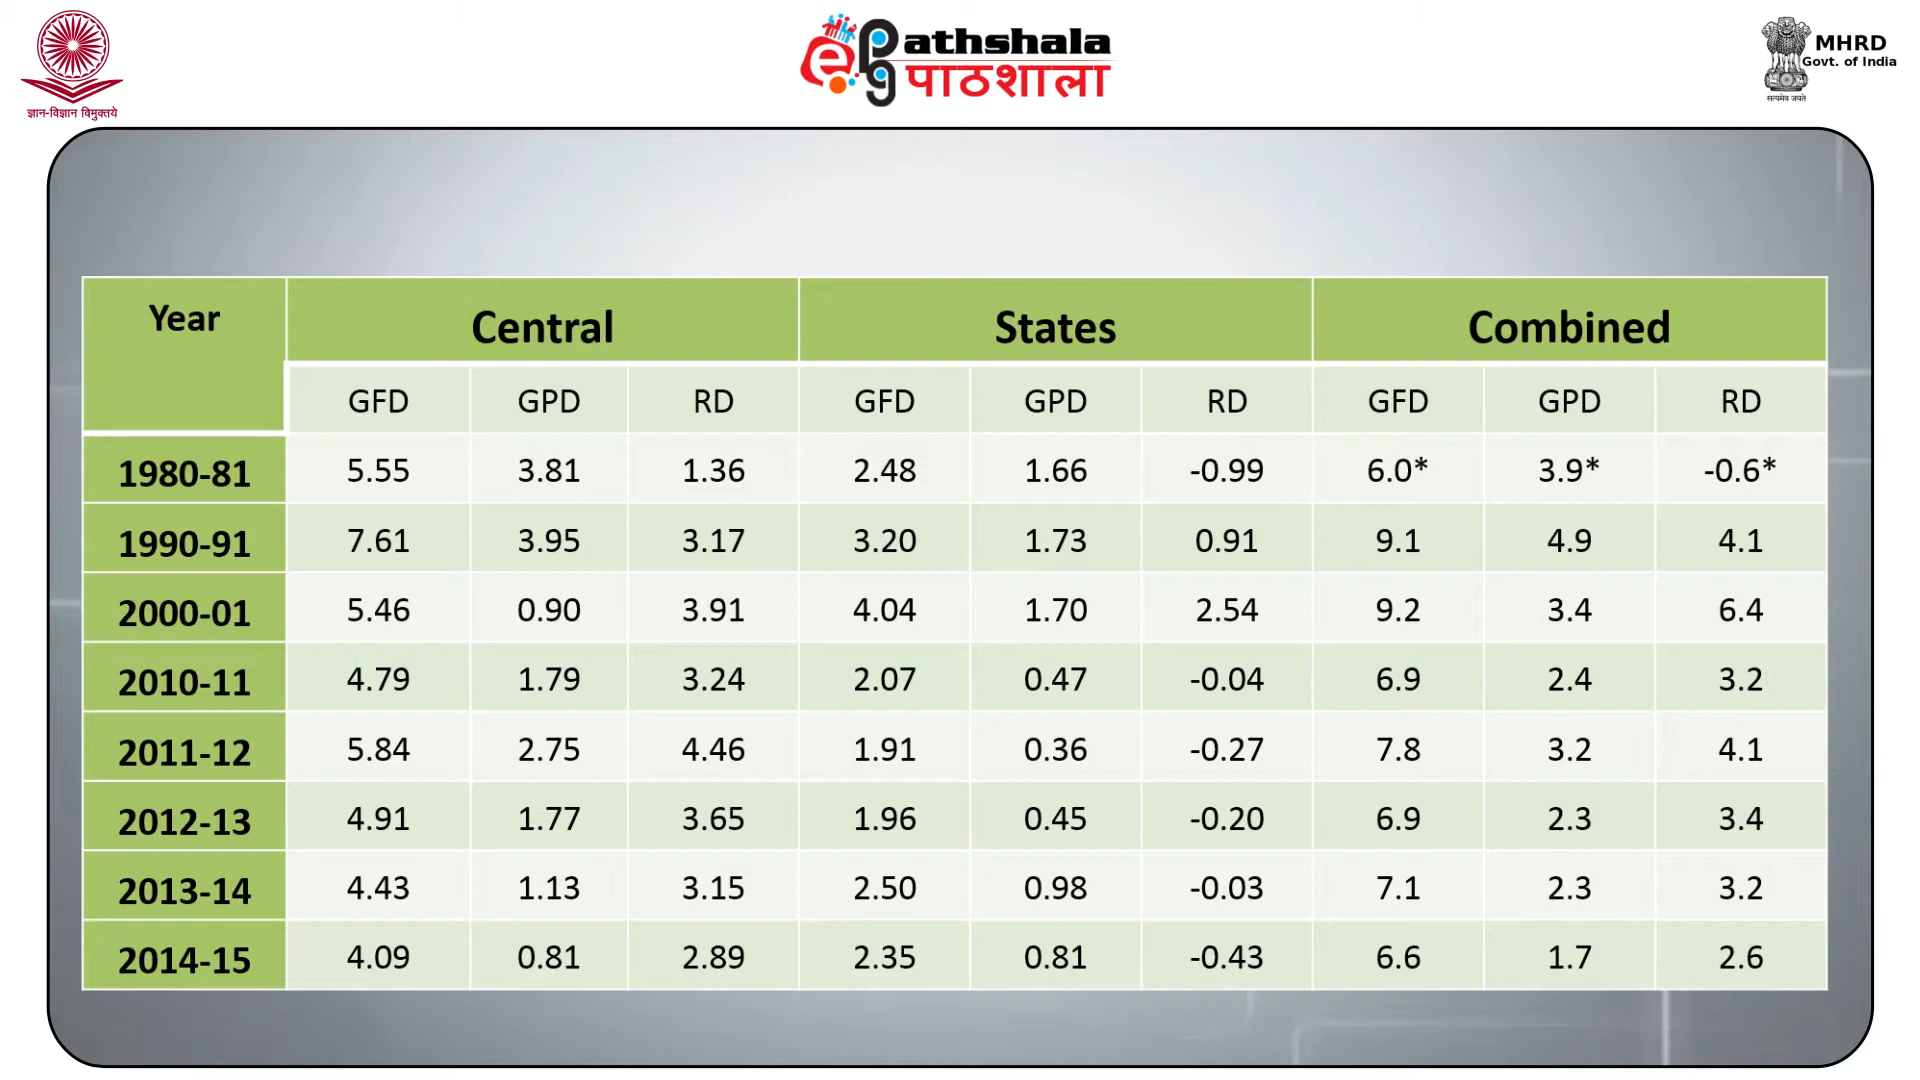 ज्ञान-विज्ञान विमुक्तये
ePG athshala
पाठशाला
MHRD
Govt. of India
सत्यमेव जयते
Year Central States Combined
GFD GPD RD GFD GPD RD GFD GPD RD
1980-81 5.55 3.81 1.36 2.48 1.66 -0.99 6.0* 3.9* -0.6*
1990-91 7.61 3.95 3.17 3.20 1.73 0.91 9.1 4.9 4.1
2000-01 5.46 0.90 3.91 4.04 1.70 2.54 9.2 3.4 6.4
2010-11 4.79 1.79 3.24 2.07 0.47 -0.04 6.9 2.4 3.2
2011-12 5.84 2.75 4.46 1.91 0.36 -0.27 7.8 3.2 4.1
2012-13 4.91 1.77 3.65 1.96 0.45 -0.20 6.9 2.3 3.4
2013-14 4.43 1.13 3.15 2.50 0.98 -0.03 7.1 2.3 3.2
2014-15 4.09 0.81 2.89 2.35 0.81 -0.43 6.6 1.7 2.6